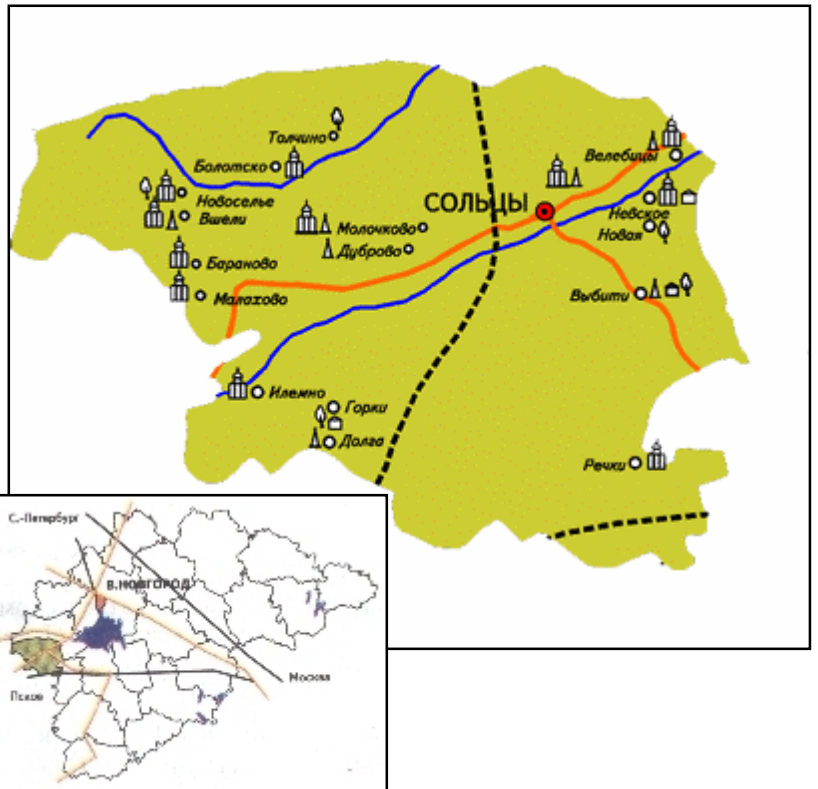 Толчино
Болотско
Велебицы
Новоселье
Вшели
СОЛЬЦЫ
Невское
Молочково
Новая
Дуброво
Бараново
Малахово
Выбити
Илемно
Горки
Долга
Речки
С.-Петербург
В.НОВГОРОД
Москва
Псков